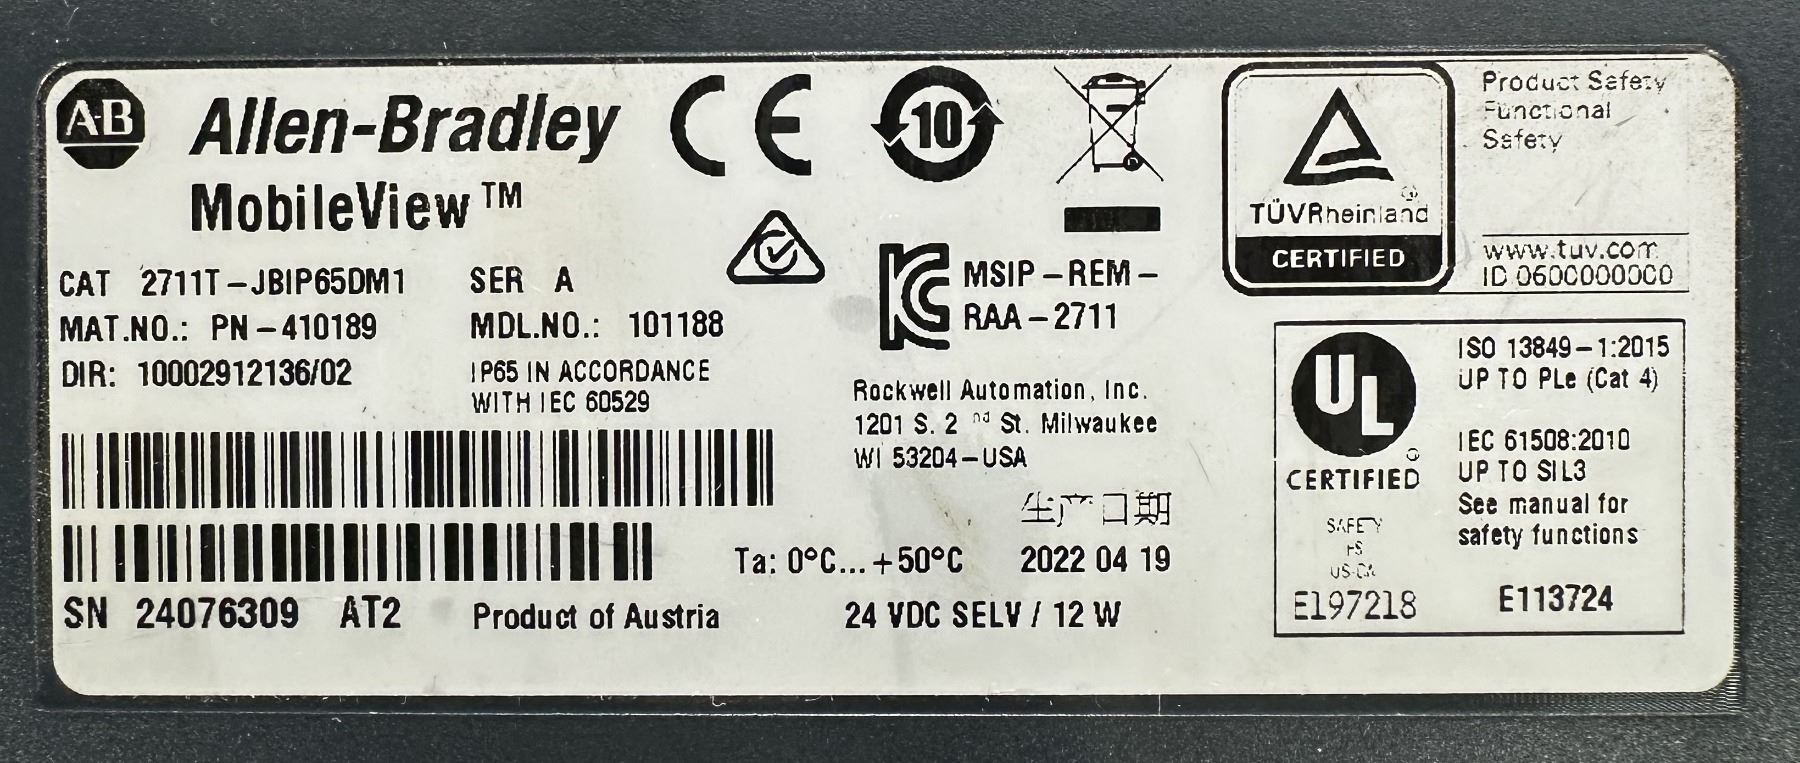 A·B Allen-Bradley
MobileView™
CE
10
CAT 2711T-JBIP65DM1 SER A
MAT.NO.: PN-410189 MDL.NO.: 101188
DIR: 10002912136/02
IP65 IN ACCORDANCE
WITH IEC 60529
SN 24076309 AT2 Product of Austria
MSIP-REM-
RAA-2711
Rockwell Automation, Inc.
1201 S. 2nd St. Milwaukee
WI 53204-USA
生产日期
Ta: 0°C...+50°C 2022 04 19
24 VDC SELV / 12 W
TÜVRheinland
CERTIFIED
Product Safety
Functional
Safety
www.tuv.com
ID 0600000000
UL
CERTIFIED
SAFETY
US-CA
E197218
ISO 13849-1:2015
UP TO PLe (Cat 4)
IEC 61508:2010
UP TO SIL3
See manual for
safety functions
E113724